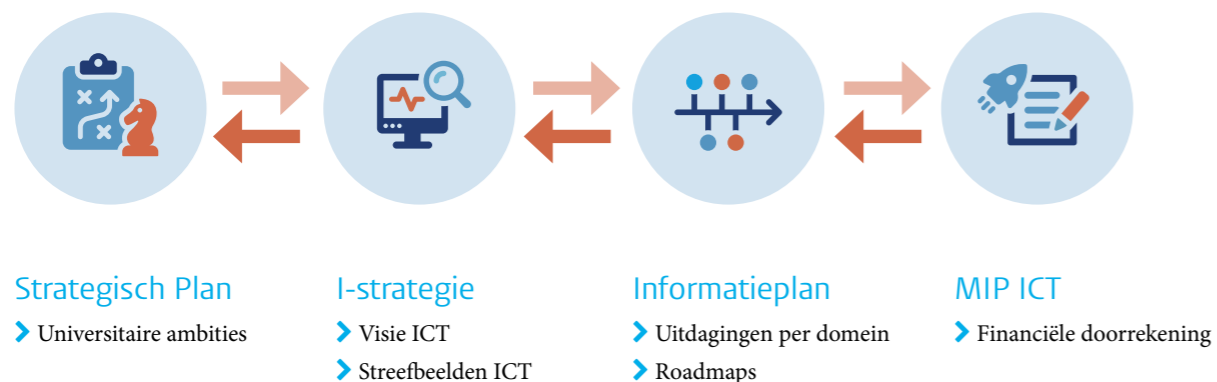 Strategisch Plan
Universitaire ambities
I-strategie
Visie ICT
Streefbeelden ICT
Informatieplan
Uitdagingen per domein
Roadmaps
MIP ICT
Financiële doorrekening